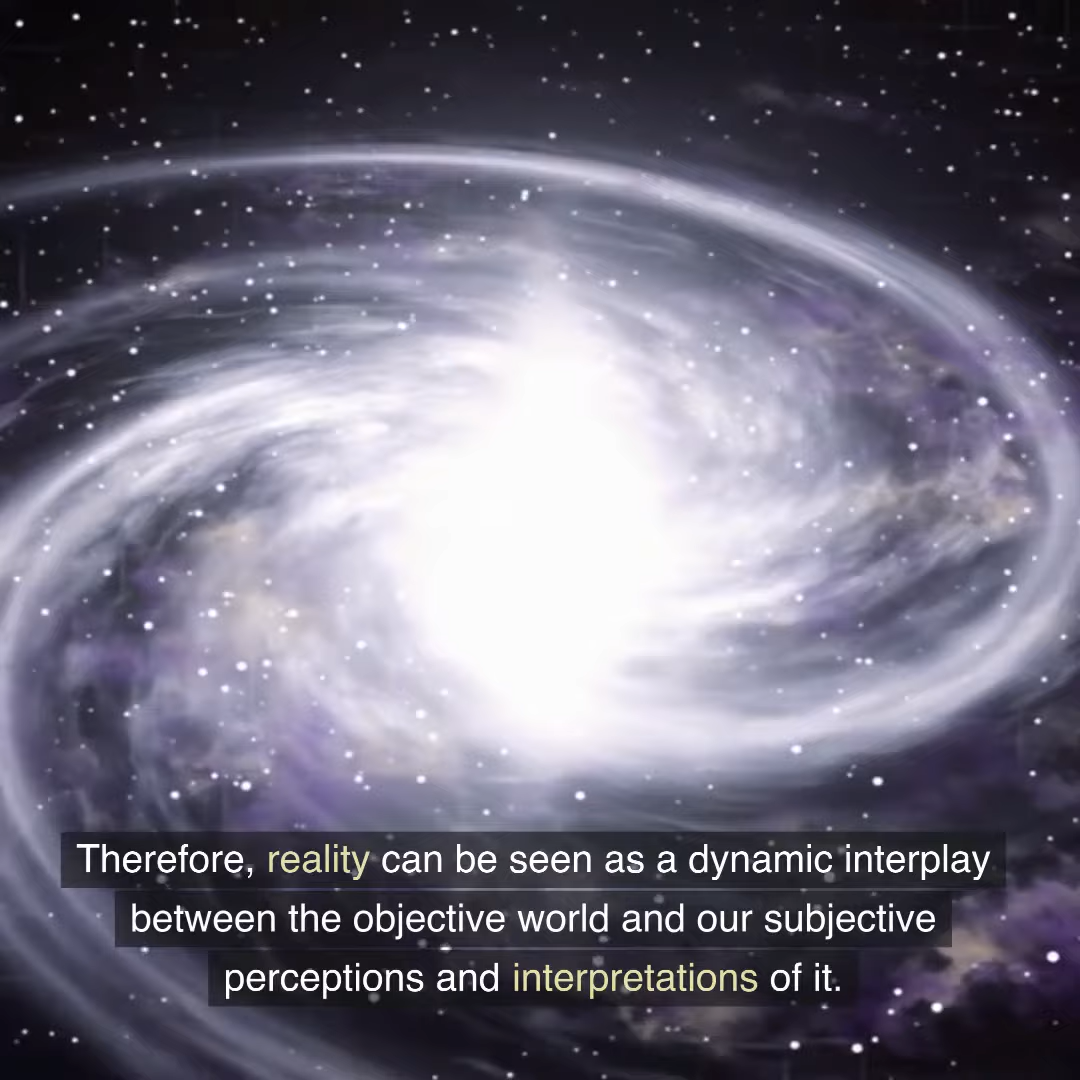 Therefore, reality can be seen as a dynamic interplay
between the objective world and our subjective
perceptions and interpretations of it.